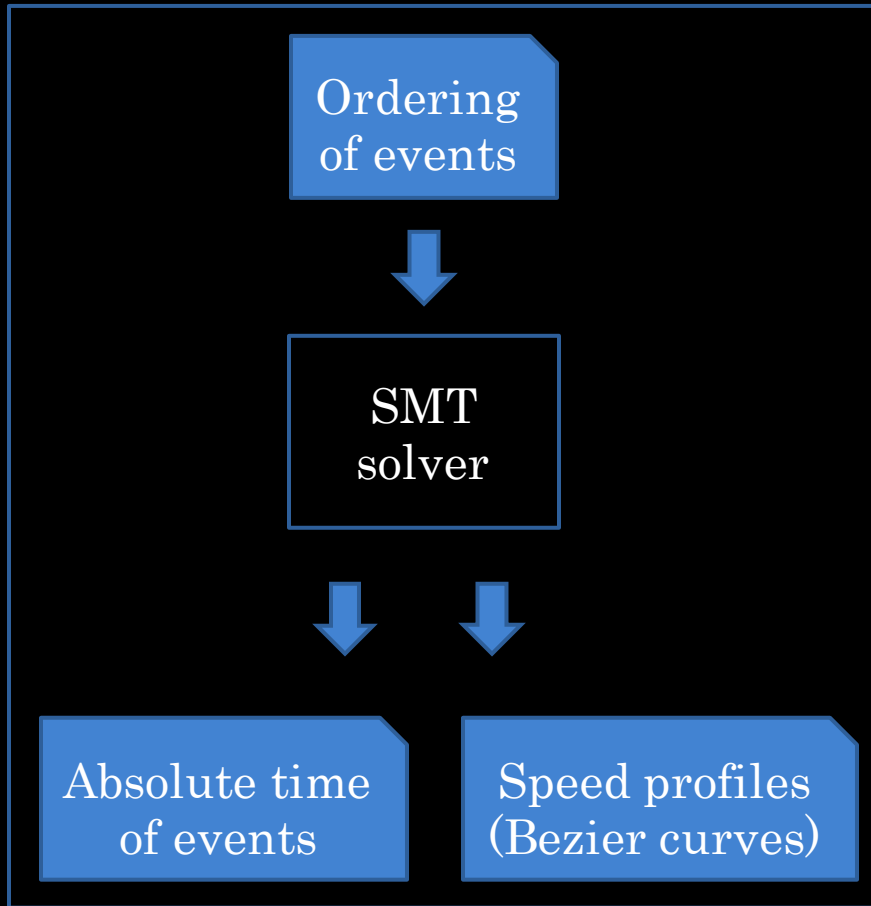 Ordering
of events
SMT
solver
Absolute time
of events
Speed profiles
(Bezier curves)